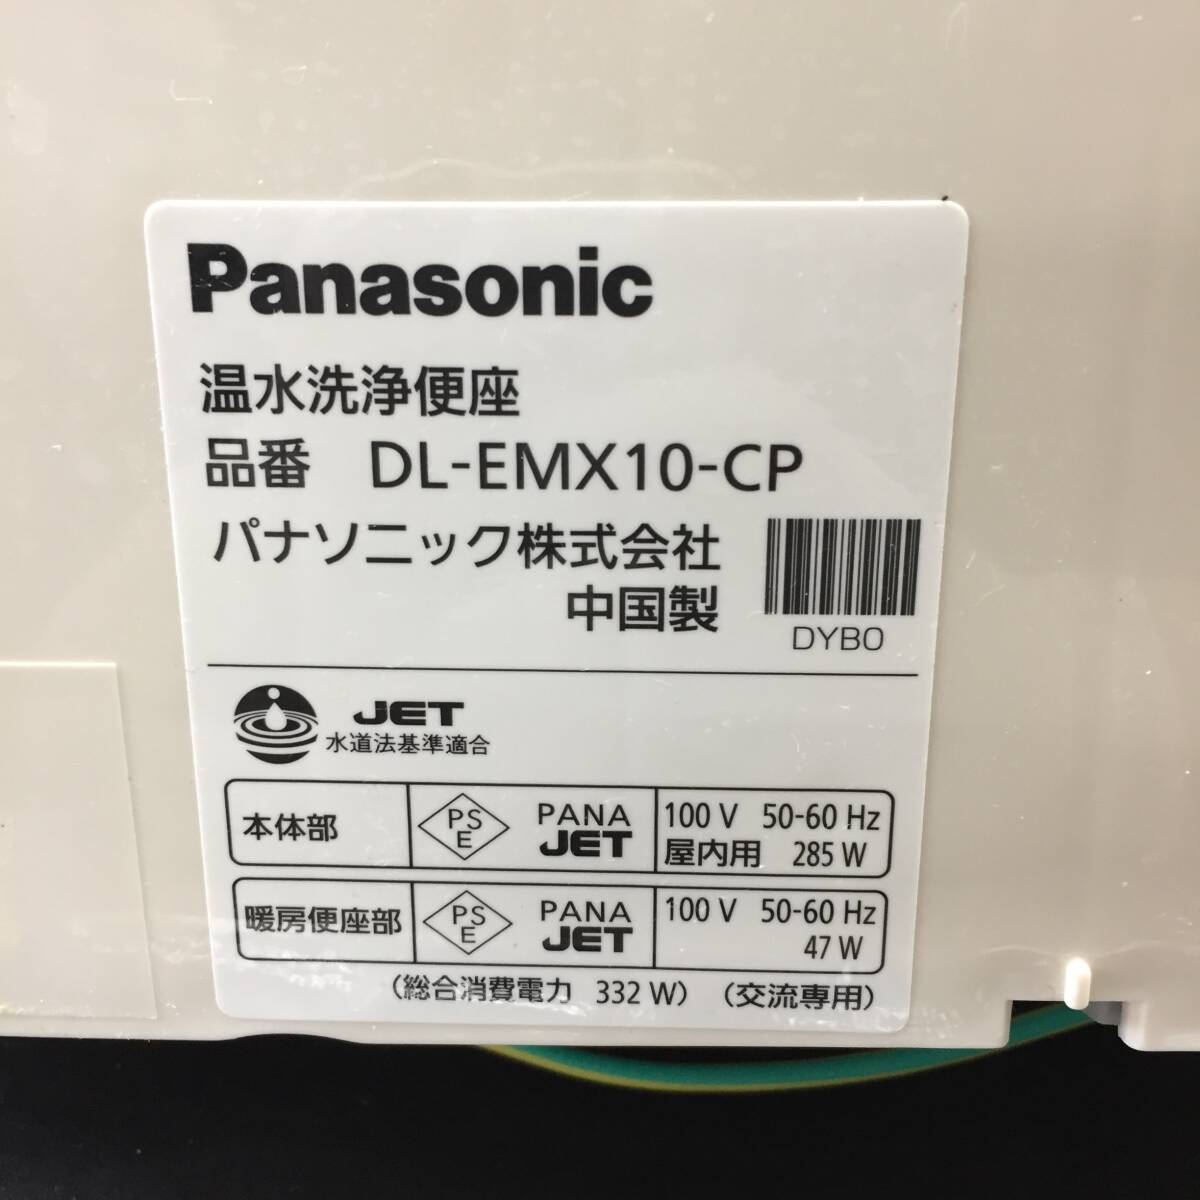 Panasonic
温水洗浄便座
品番 DL-EMX10-CP
パナソニック株式会社
中国製
DYBO
JET
水道法基準適合
本体部 PSE PANA JET 100 V 50-60 Hz
屋内用 285 W
暖房便座部 PSE PANA JET 100 V 50-60 Hz
47 W
(総合消費電力 332 W) (交流専用)